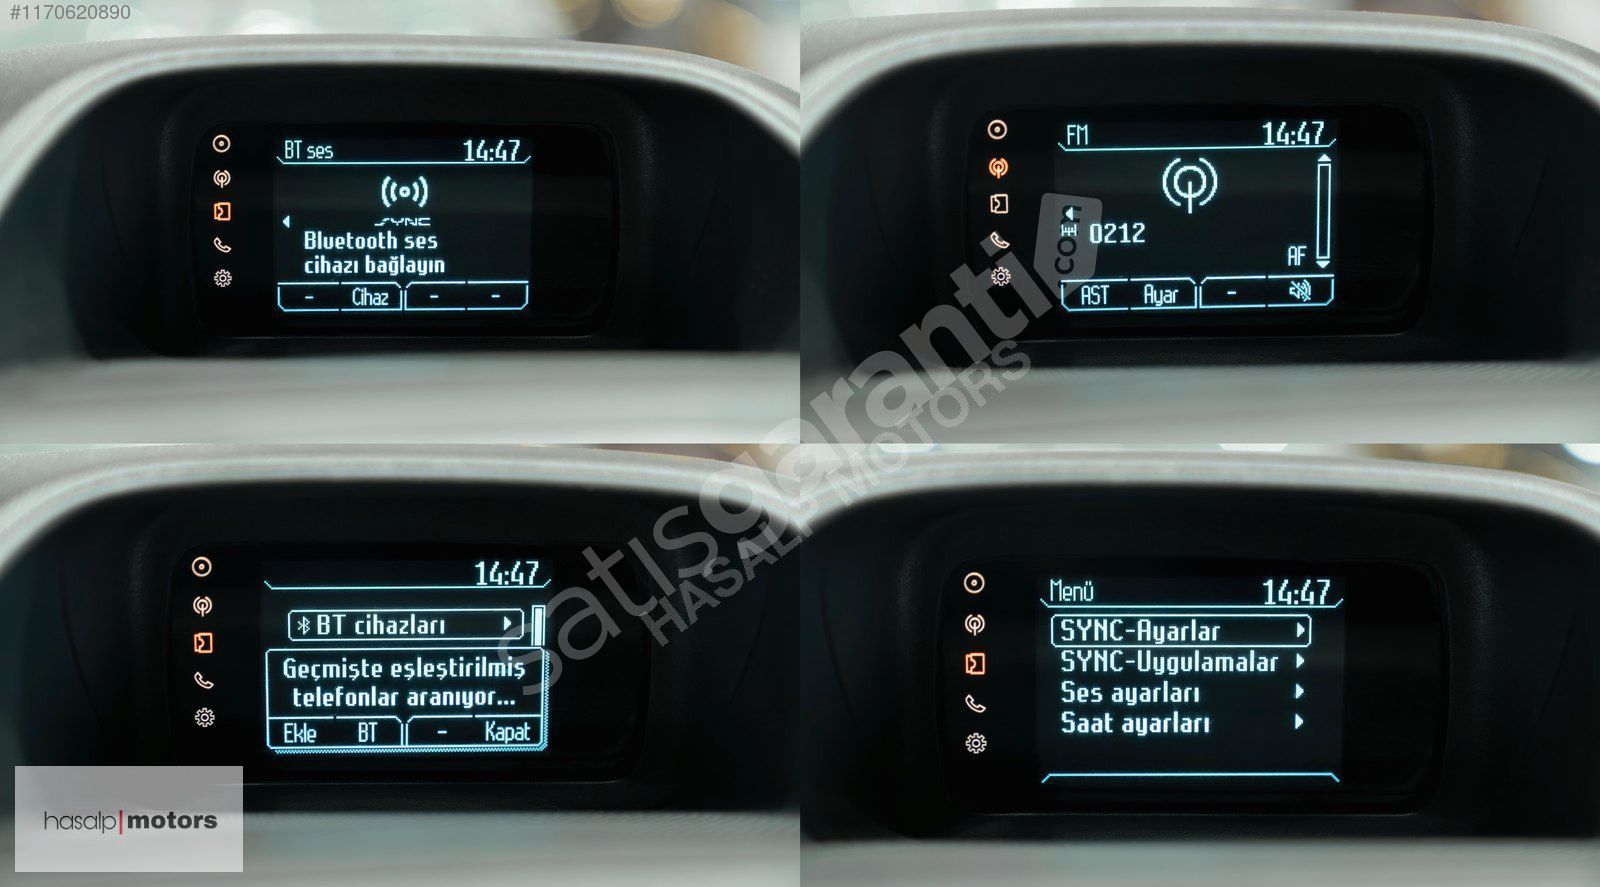 #1170620890
BT ses 14:47
SYNC
Bluetooth ses
cihazı bağlayın
- Cihaz - -
FM 14:47
0212
AF
AST Ayar -
satisgaranti.com
HASALP MOTORS
14:47
BT cihazları
Geçmişte eşleştirilmiş
telefonlar aranıyor...
Ekle BT - Kapat
Menü 14:47
SYNC-Ayarlar
SYNC-Uygulamalar
Ses ayarları
Saat ayarları
hasalp|motors